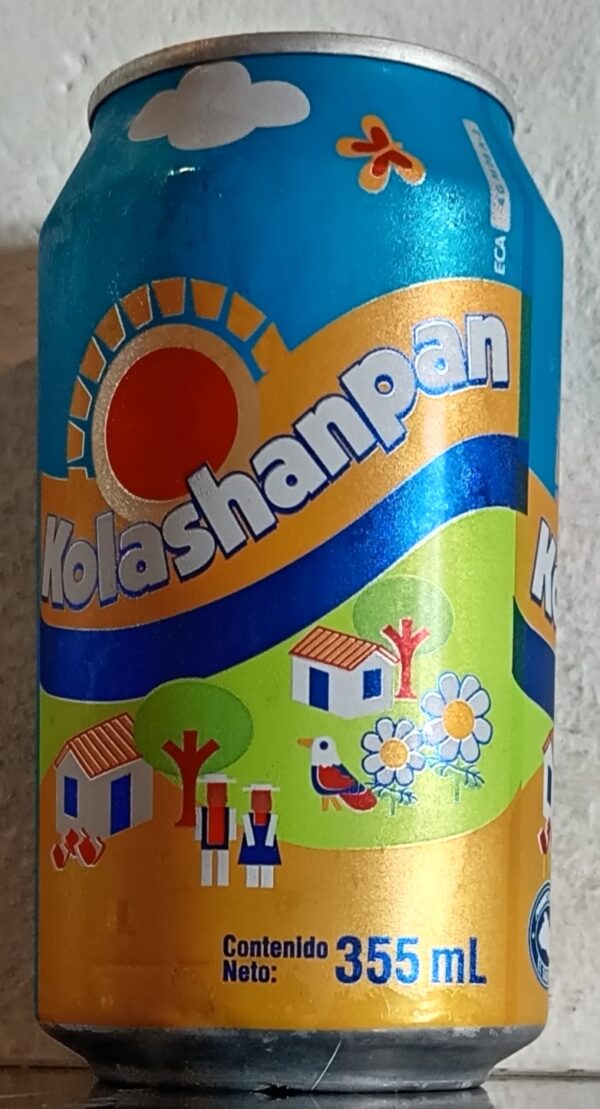 ECA
Kolashanpan
Contenido
Neto: 355 mL